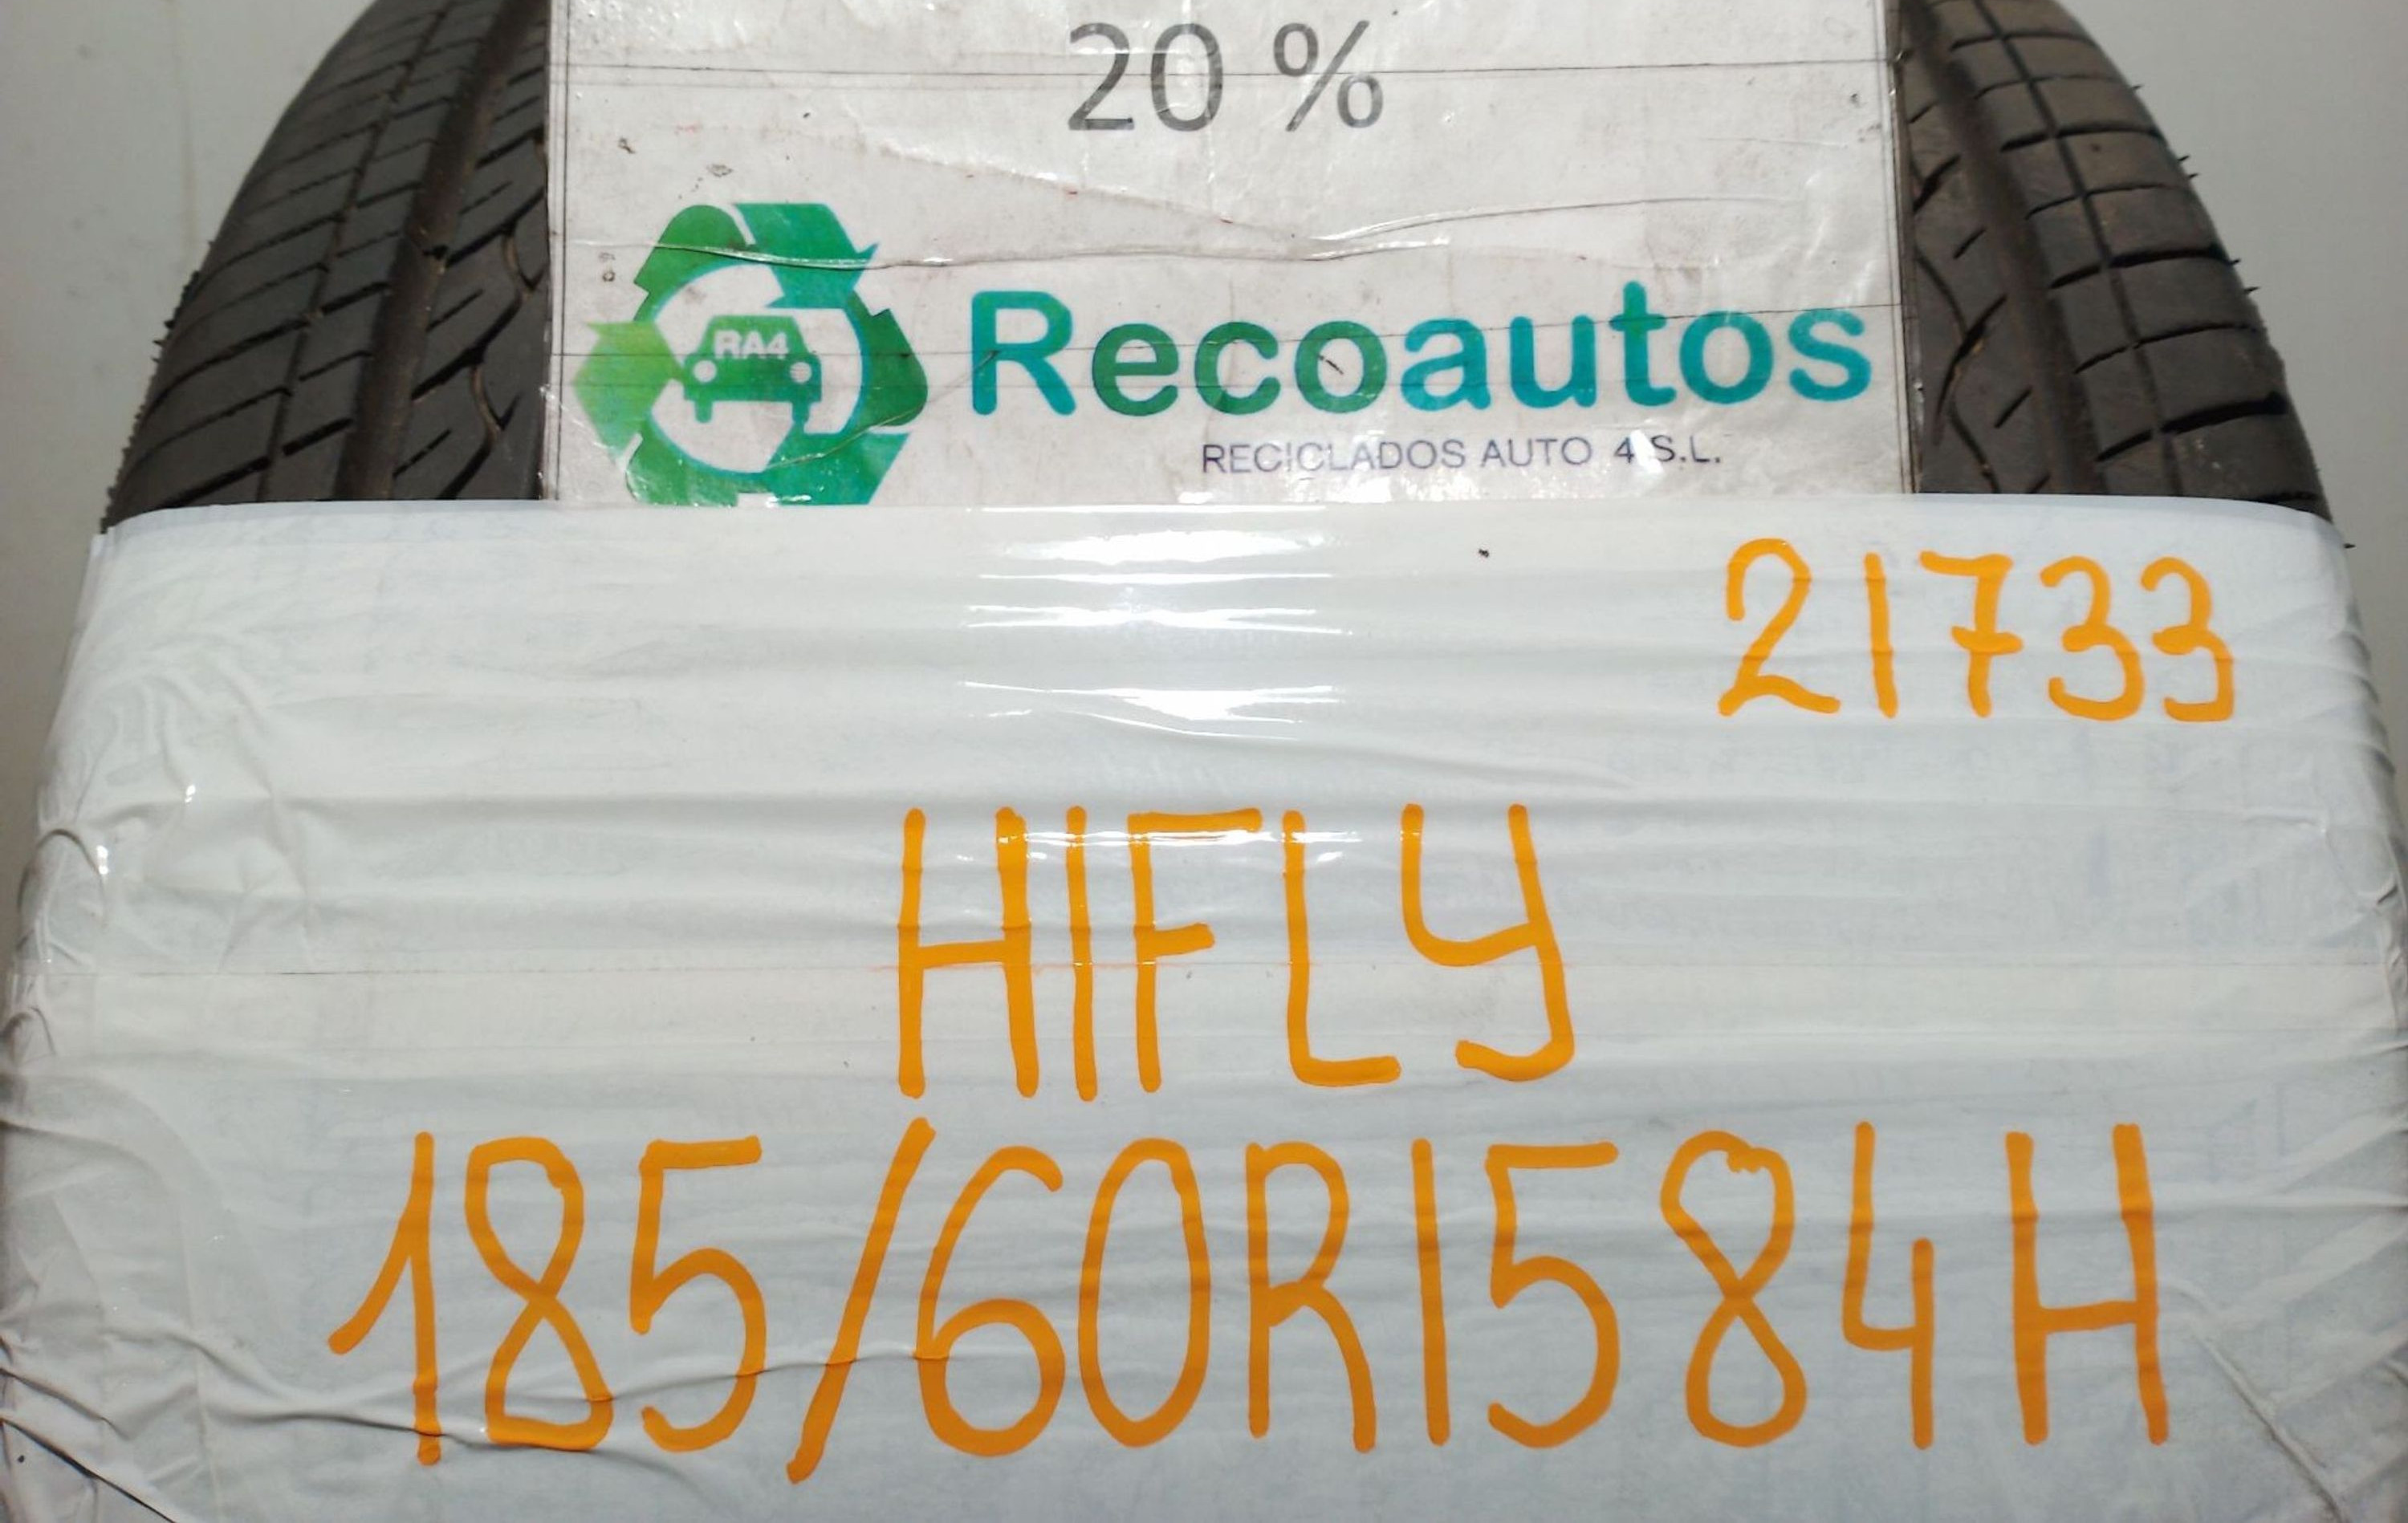 20 %
RA4
Recoautos
RECICLADOS AUTO 4 S.L.
21733
HIFLY
185/60R1584H